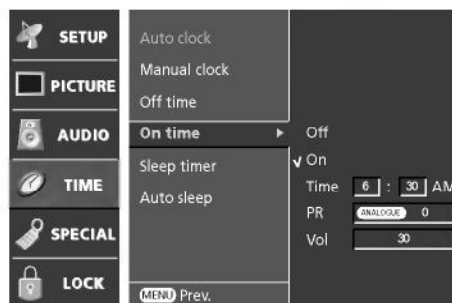 SETUP
PICTURE
AUDIO
TIME
SPECIAL
LOCK
Auto clock
Manual clock
Off time
On time
Sleep timer
Auto sleep
MENU Prev.
Off
On
Time 6 : 30 AM
PR ANALOGUE 0
Vol 30